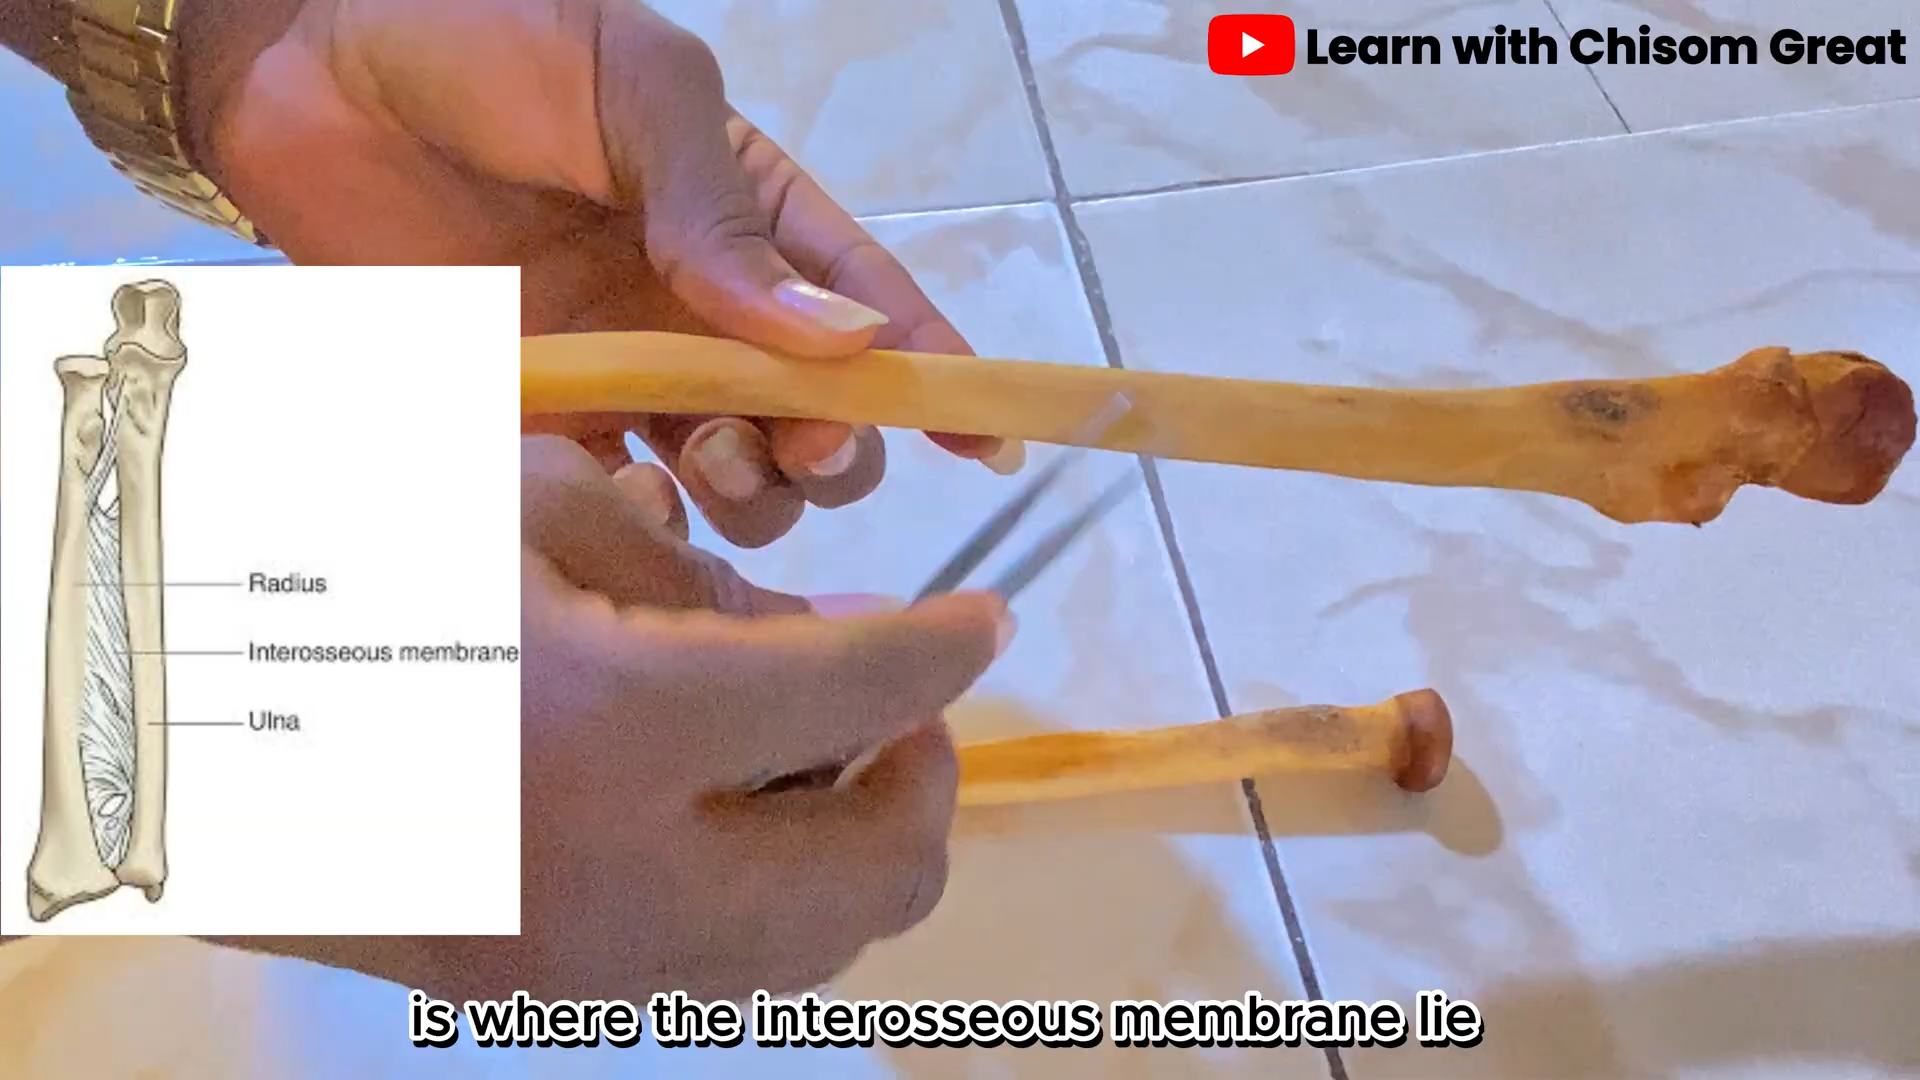 Learn with Chisom Great
Radius
Interosseous membrane
Ulna
is where the interosseous membrane lie